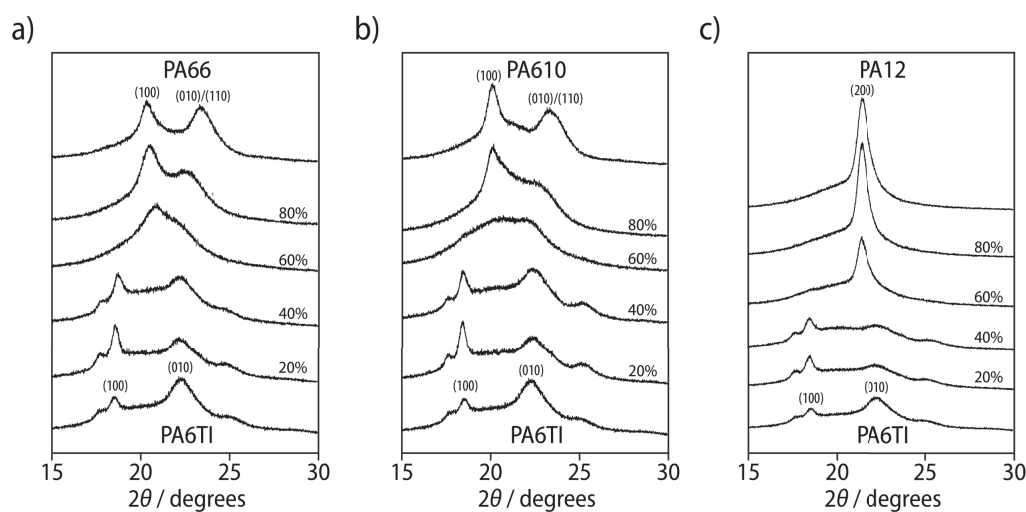 a)
PA66
(100)
(010)/(110)
80%
60%
40%
20%
(100)
(010)
PA6TI
15
20
25
30
2θ / degrees
b)
PA610
(100)
(010)/(110)
80%
60%
40%
20%
(100)
(010)
PA6TI
15
20
25
30
2θ / degrees
c)
PA12
(200)
80%
60%
40%
20%
(100)
(010)
PA6TI
15
20
25
30
2θ / degrees